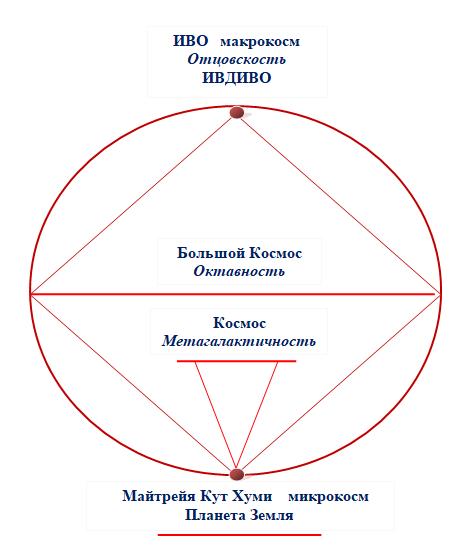 ИВО макрокосм
Отцовскость
ИВДИВО
Большой Космос
Октавность
Космос
Метагалактичность
Майтрейя Кут Хуми микрокосм
Планета Земля